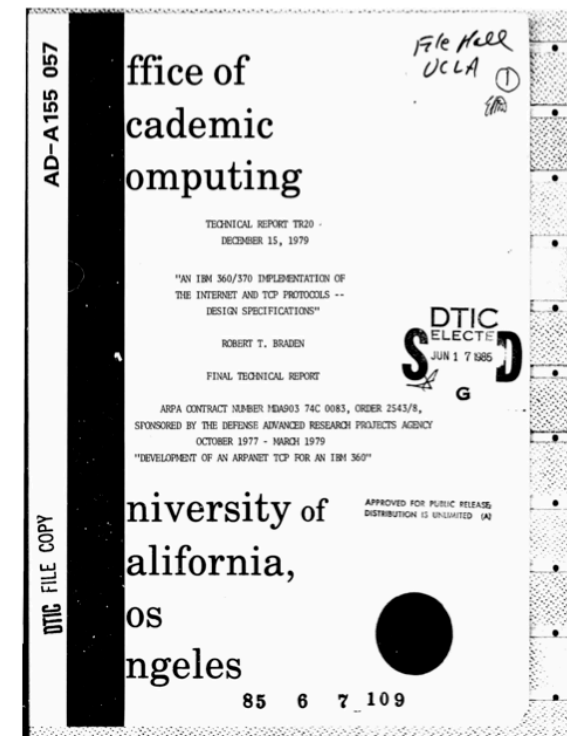 AD-A155 057
File Hall
UCLA
1
ffice of
cademic
omputing
TECHNICAL REPORT TR20
DECEMBER 15, 1979
"AN IBM 360/370 IMPLEMENTATION OF
THE INTERNET AND TCP PROTOCOLS --
DESIGN SPECIFICATIONS"
ROBERT T. BRADEN
FINAL TECHNICAL REPORT
DTIC
SELECTED
JUN 17 1985
G
ARPA CONTRACT NUMBER MDA903 74C 0083, ORDER 2543/8,
SPONSORED BY THE DEFENSE ADVANCED RESEARCH PROJECTS AGENCY
OCTOBER 1977 - MARCH 1979
"DEVELOPMENT OF AN ARPANET TCP FOR AN IBM 360"
APPROVED FOR PUBLIC RELEASE;
DISTRIBUTION IS UNLIMITED (A)
niversity of
alifornia,
os
ngeles
DTIC FILE COPY
85 6 7 109